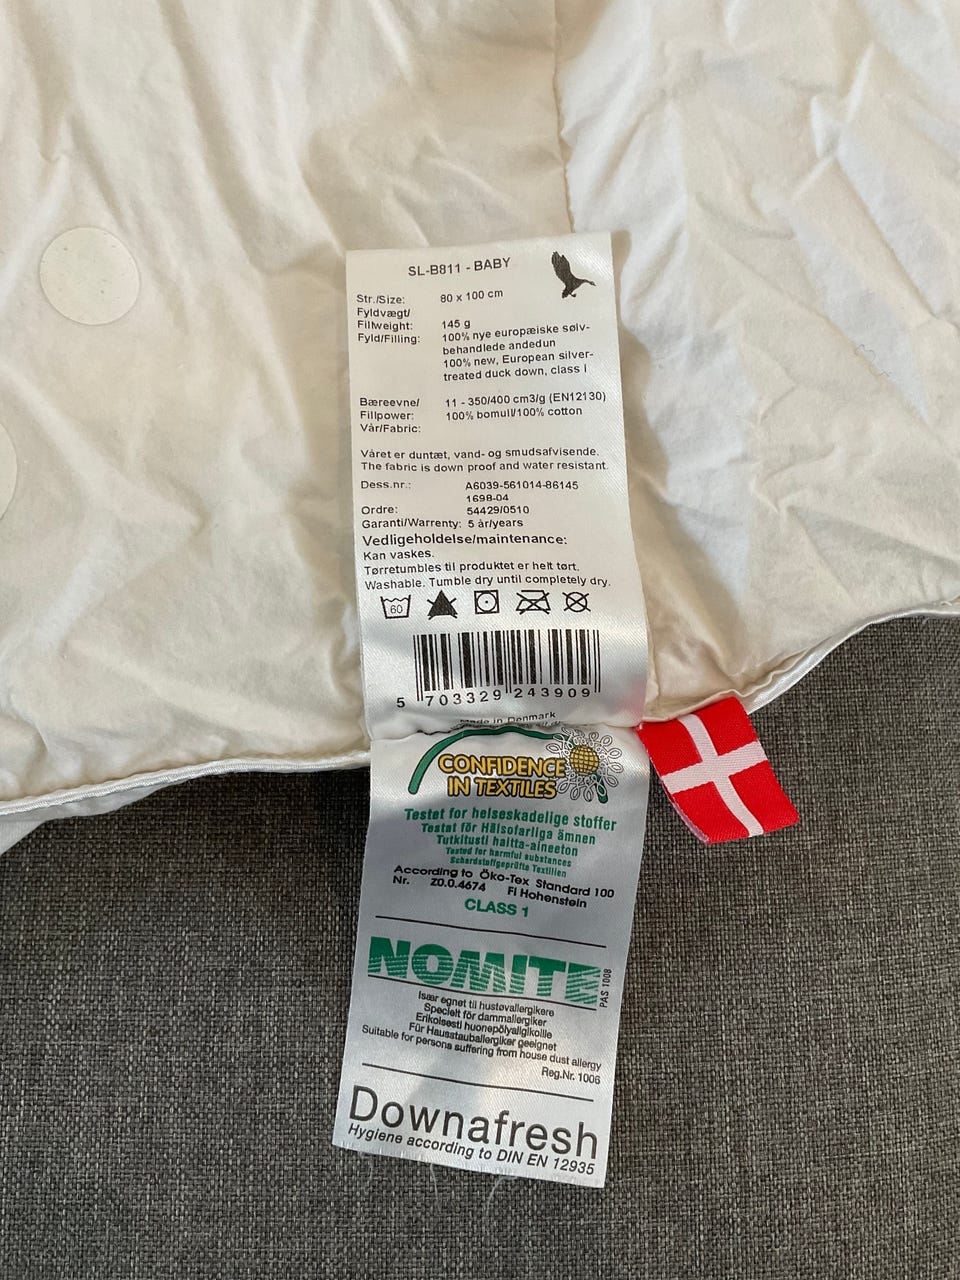 SL-B811 - BABY
Str./Size: 80 x 100 cm
Fyldvægt/
Fillweight: 145 g
Fyld/Filling: 100% nye europæiske sølv-
behandlede andedun
100% new, European silver-
treated duck down, class I
Bæreevne/ 11 - 350/400 cm3/g (EN12130)
Fillpower: 100% bomull/100% cotton
Vår/Fabric:
Våret er duntæt, vand- og smudsafvisende.
The fabric is down proof and water resistant.
Dess.nr.: A6039-561014-86145
1698-04
Ordre: 54429/0510
Garanti/Warrenty: 5 år/years
Vedligeholdelse/maintenance:
Kan vaskes.
Tørretumbles til produktet er helt tørt.
Washable. Tumble dry until completely dry.
60
5 703329 243909
Made in Denmark
CONFIDENCE
IN TEXTILES
Testet for helseskadelige stoffer
Testat för Hälsofarliga ämnen
Tutkitusti haitta-aineeton
Tested for harmful substances
Schardstoffgeprüfte Textilien
According to Öko-Tex Standard 100
Nr. Z0.0.4674 FI Hohenstein
CLASS 1
NOMITE
PAS 1008
Især egnet til hustøvallergikere
Specielt för dammallergiker
Erikoisesti huonepölyallgikoille
Für Hausstauballergiker geeignet
Suitable for persons suffering from house dust allergy
Reg.Nr. 1006
Downafresh
Hygiene according to DIN EN 12935